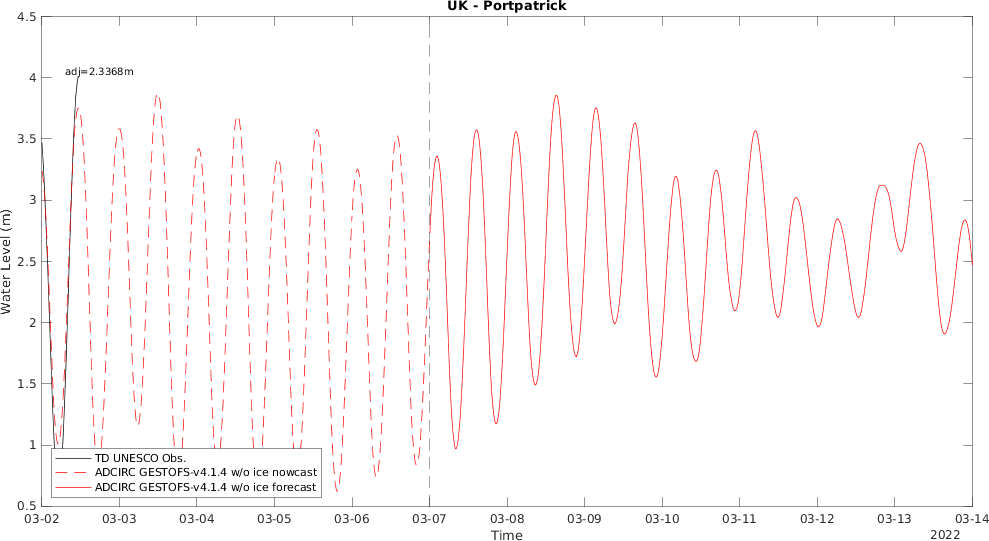 UK - Portpatrick
4.5
4
3.5
3
2.5
2
1.5
1
0.5
Water Level (m)
adj=2.3368m
TD UNESCO Obs.
ADCIRC GESTOFS-v4.1.4 w/o ice nowcast
ADCIRC GESTOFS-v4.1.4 w/o ice forecast
03-02 03-03 03-04 03-05 03-06 03-07 03-08 03-09 03-10 03-11 03-12 03-13 03-14
Time
2022